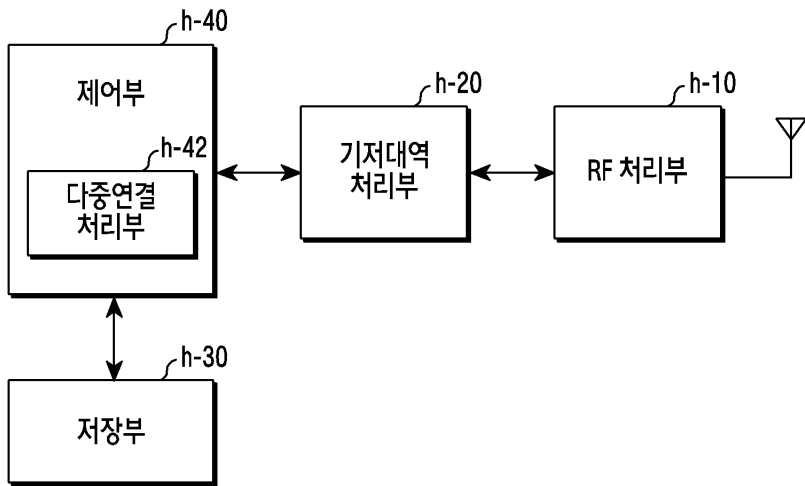 h-40
제어부
h-42
다중연결
처리부
h-20
기저대역
처리부
h-10
RF 처리부
h-30
저장부